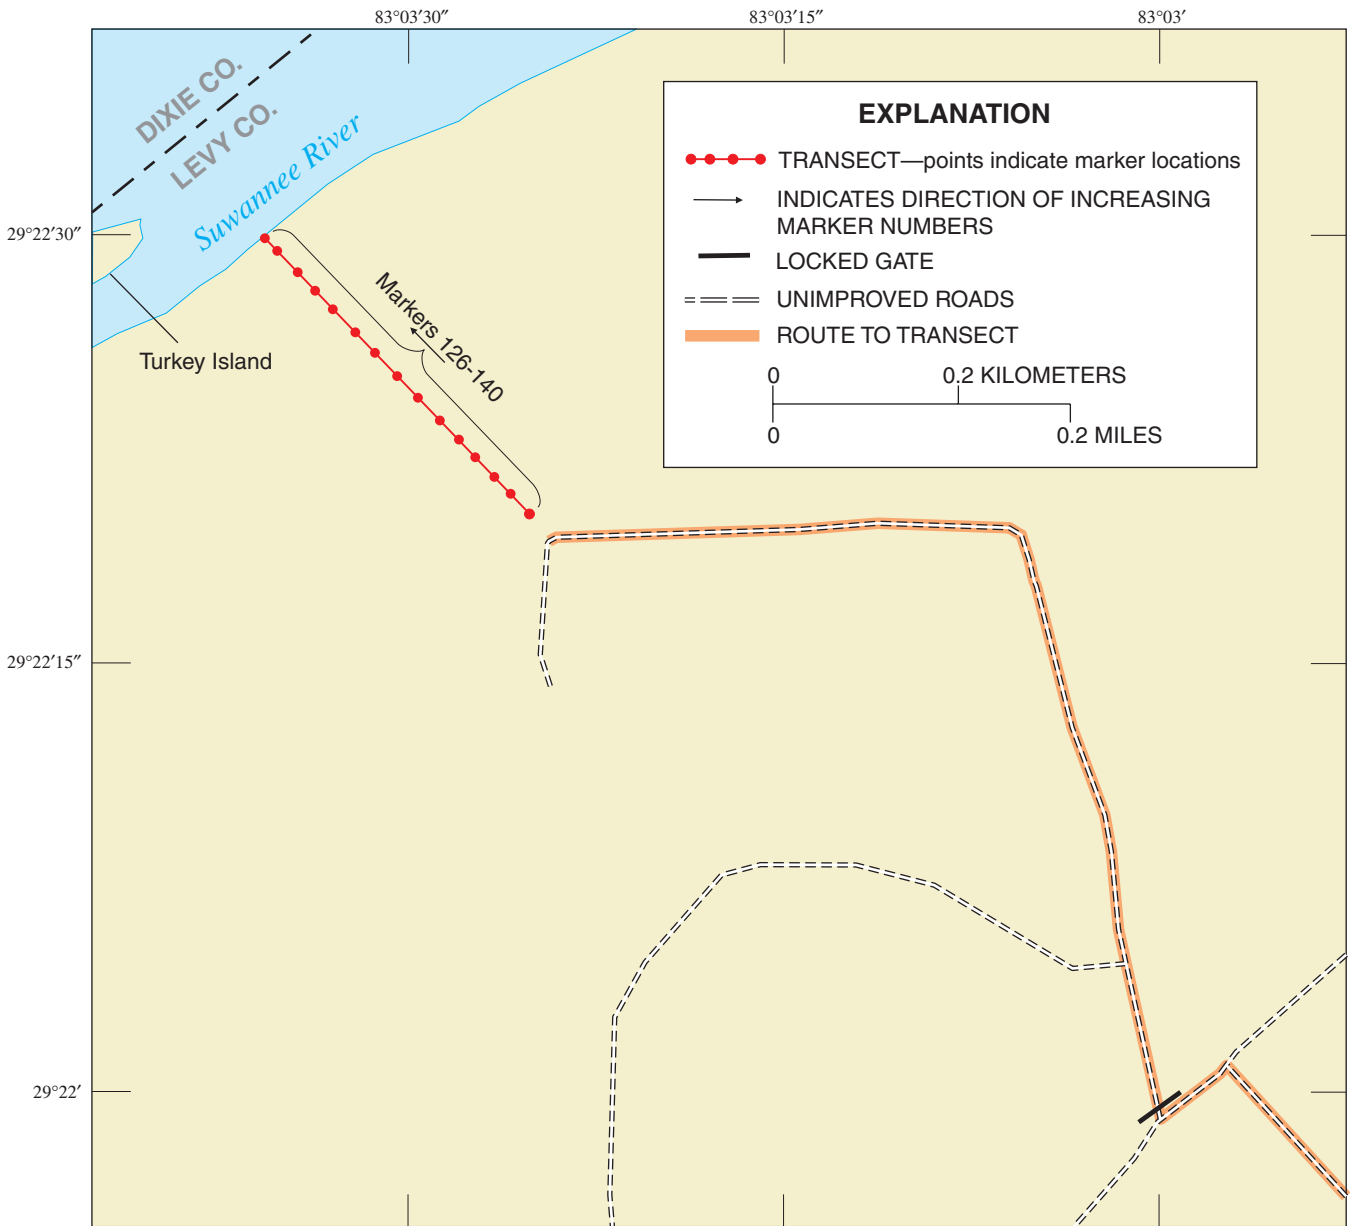 83°03′30″
83°03′15″
83°03′
DIXIE CO.
LEVY CO.
Suwannee River
EXPLANATION
TRANSECT—points indicate marker locations
INDICATES DIRECTION OF INCREASING
MARKER NUMBERS
LOCKED GATE
UNIMPROVED ROADS
ROUTE TO TRANSECT
0
0.2 KILOMETERS
0
0.2 MILES
29°22′30″
Markers 126-140
Turkey Island
29°22′15″
29°22′